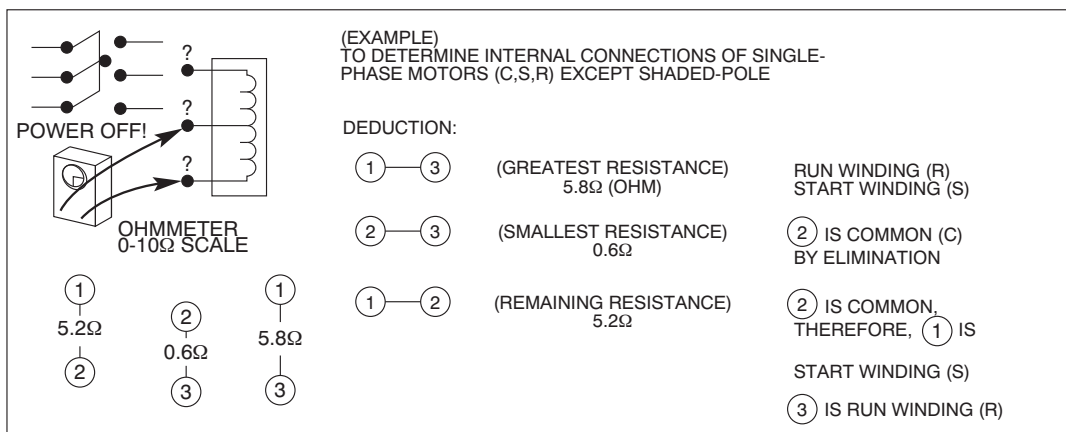 (EXAMPLE)
TO DETERMINE INTERNAL CONNECTIONS OF SINGLE-
PHASE MOTORS (C,S,R) EXCEPT SHADED-POLE
?
?
?
POWER OFF!
OHMMETER
0-10Ω SCALE
1
5.2Ω
2
2
0.6Ω
3
1
5.8Ω
3
DEDUCTION:
1 3 (GREATEST RESISTANCE) RUN WINDING (R)
5.8Ω (OHM) START WINDING (S)
2 3 (SMALLEST RESISTANCE) 2 IS COMMON (C)
0.6Ω BY ELIMINATION
1 2 (REMAINING RESISTANCE) 2 IS COMMON,
5.2Ω THEREFORE, 1 IS
START WINDING (S)
3 IS RUN WINDING (R)